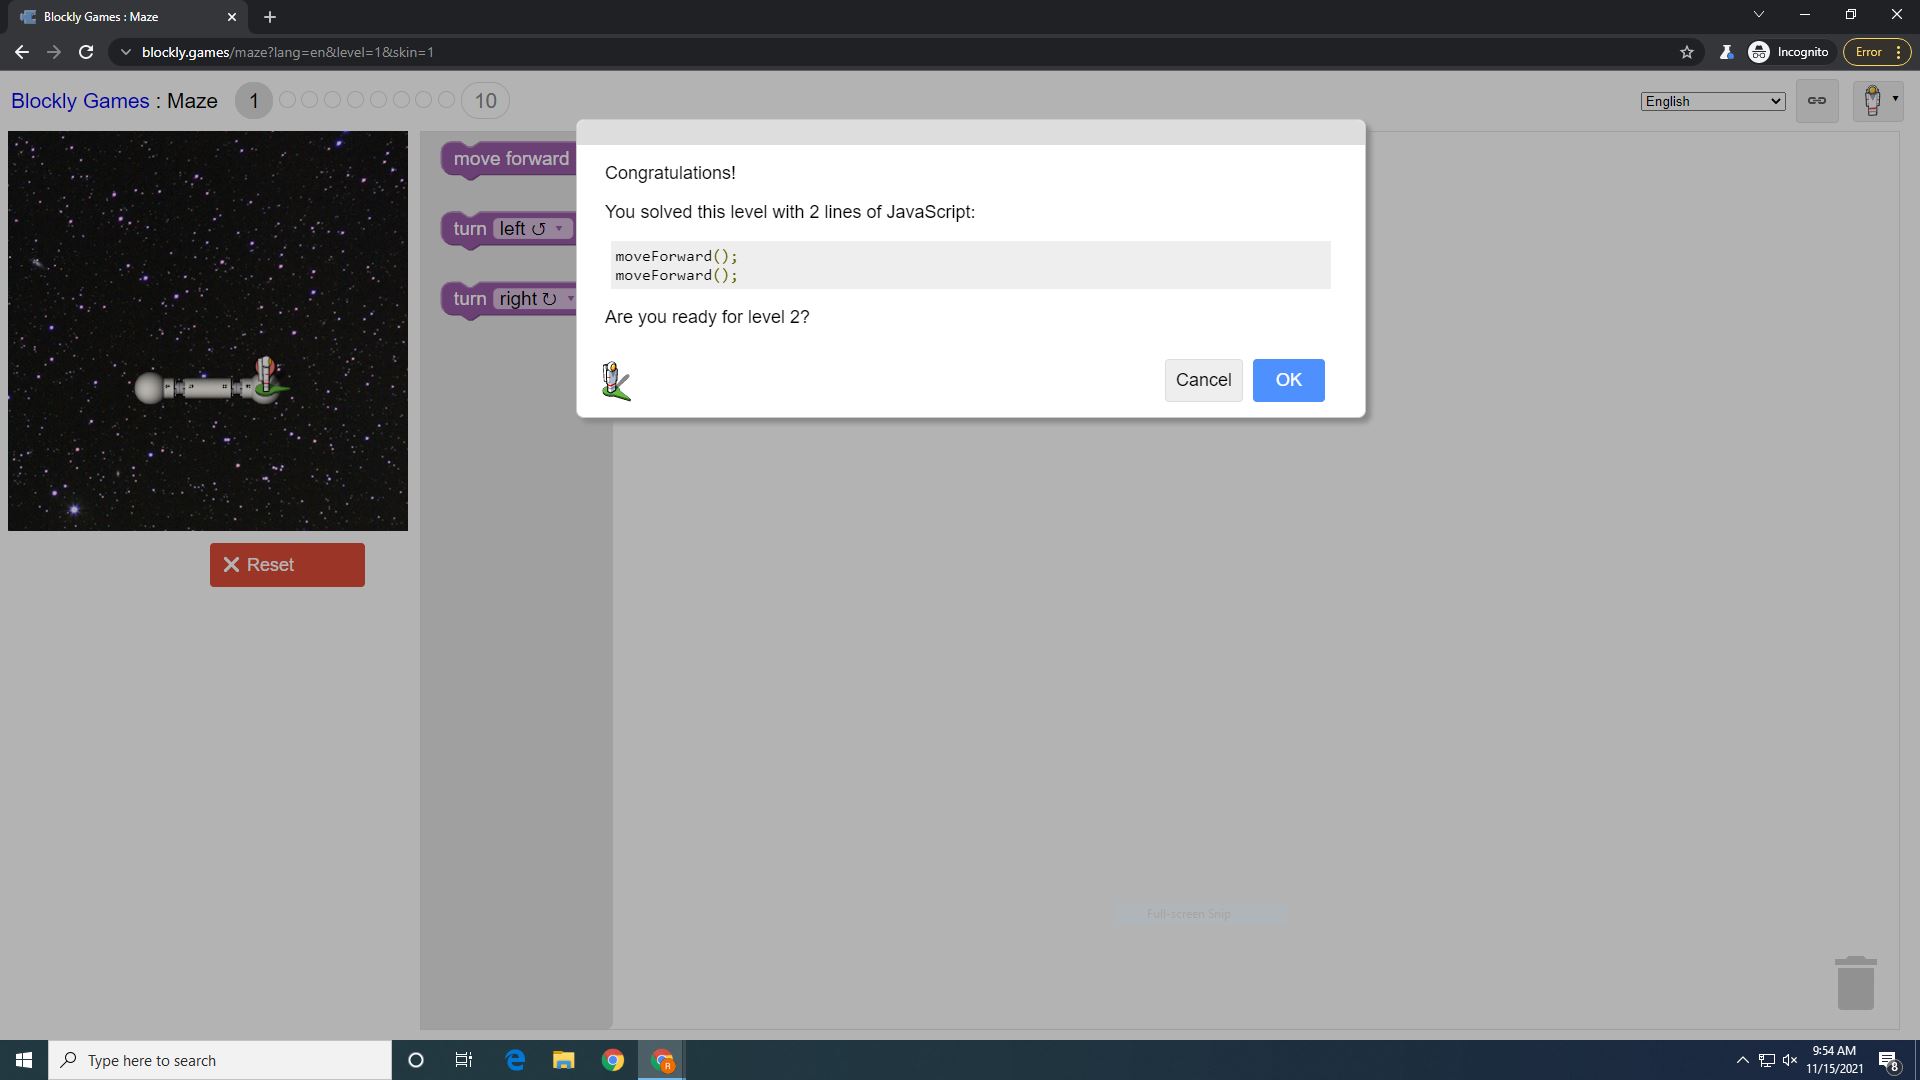 Blockly Games : Maze
blockly.games/maze?lang=en&level=1&skin=1
Incognito
Error
Blockly Games : Maze 1 10
English
move forward
turn left ↺
turn right ↻
Congratulations!
You solved this level with 2 lines of JavaScript:
moveForward();
moveForward();
Are you ready for level 2?
Cancel
OK
Reset
Full-screen Snip
Type here to search
R
9:54 AM
11/15/2021
8